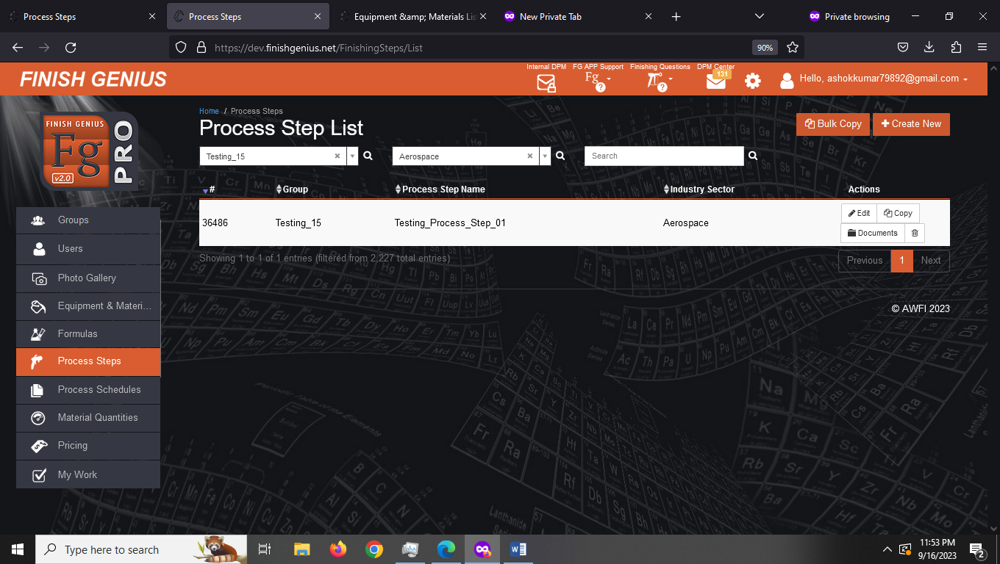 Process Steps
Process Steps
Equipment &amp; Materials Lis
New Private Tab
Private browsing
https://dev.finishgenius.net/FinishingSteps/List
90%
FINISH GENIUS
Internal DPM
FG APP Support
Fg
Finishing Questions
DPM Center
131
Hello, ashokkumar79892@gmail.com
FINISH GENIUS
Fg
v2.0
PRO
Home / Process Steps
Process Step List
Bulk Copy
Create New
Testing_15
Aerospace
Search
# Group Process Step Name Industry Sector Actions
36486 Testing_15 Testing_Process_Step_01 Aerospace
Edit Copy
Documents
Showing 1 to 1 of 1 entries (filtered from 2,227 total entries)
Previous 1 Next
© AWFI 2023
Groups
Users
Photo Gallery
Equipment & Materi...
Formulas
Process Steps
Process Schedules
Material Quantities
Pricing
My Work
Type here to search
11:53 PM
9/16/2023
2